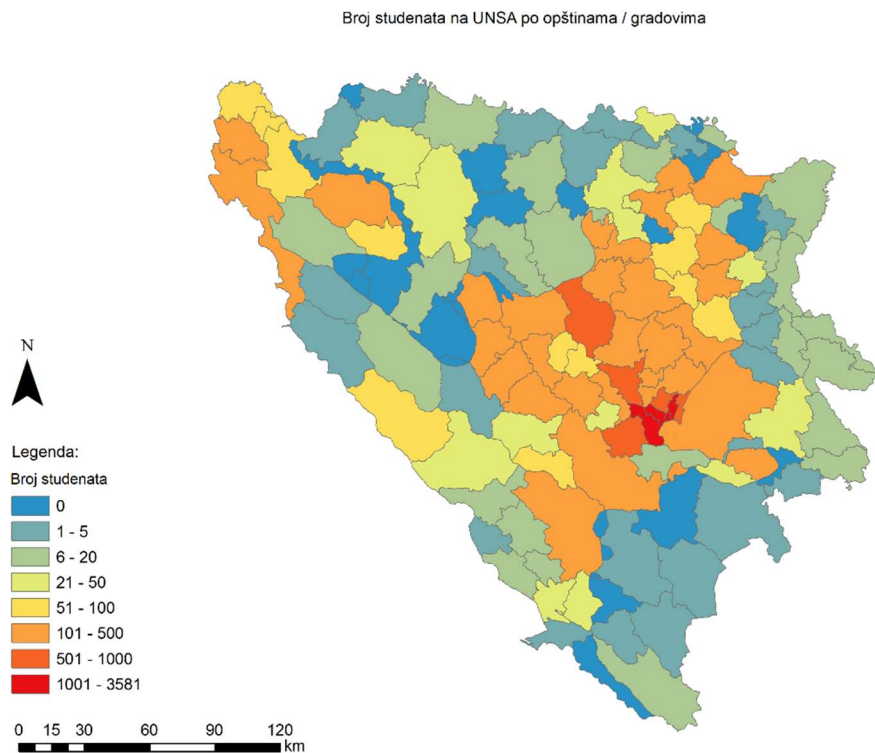 Broj studenata na UNSA po opštinama / gradovima
N
Legenda:
Broj studenata
0
1 - 5
6 - 20
21 - 50
51 - 100
101 - 500
501 - 1000
1001 - 3581
0 15 30 60 90 120
km